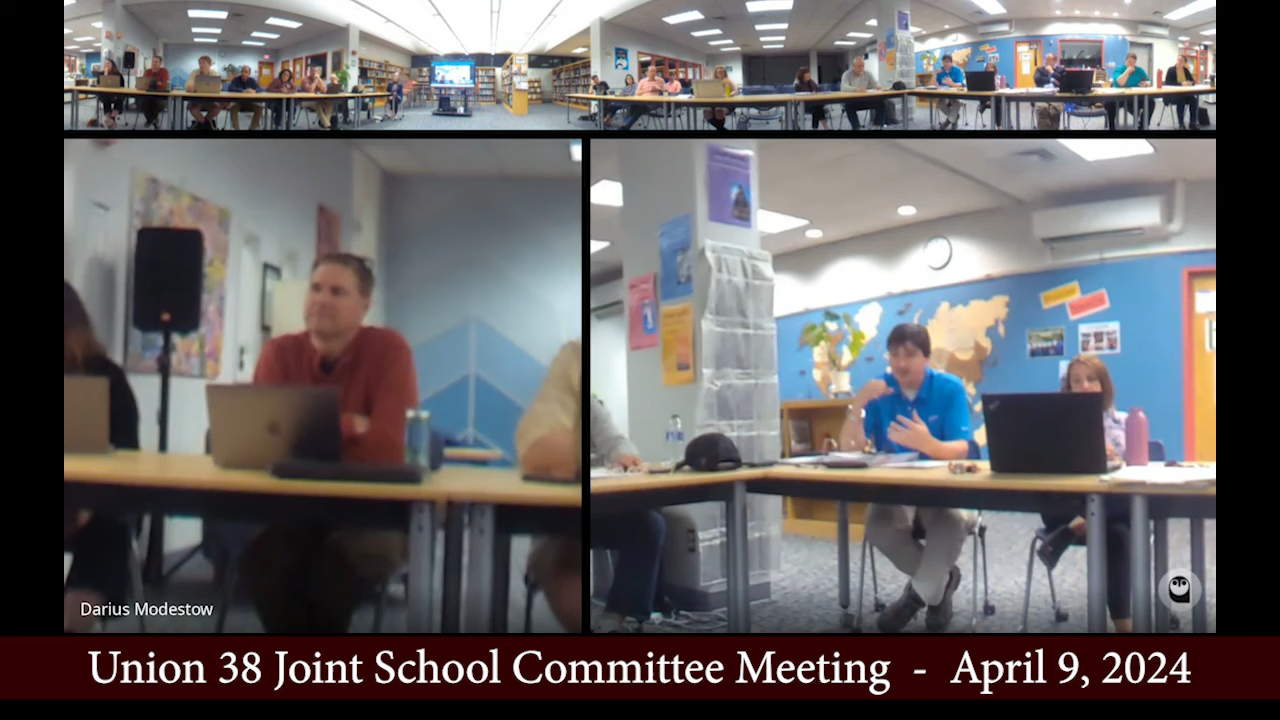 Darius Modestow
Union 38 Joint School Committee Meeting - April 9, 2024